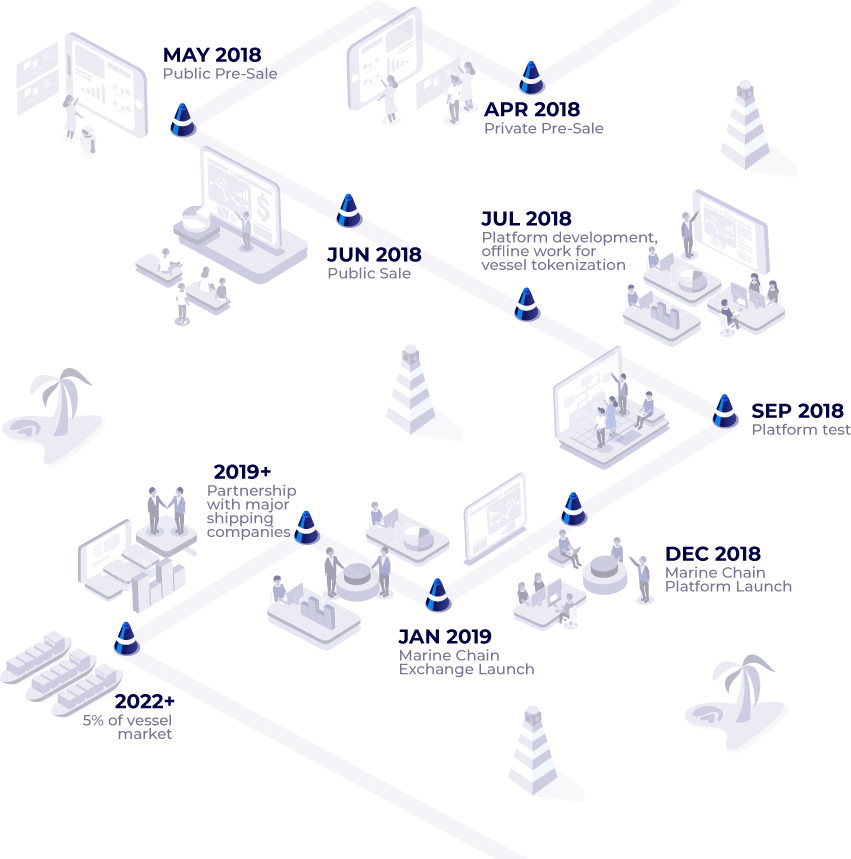 MAY 2018
Public Pre-Sale
APR 2018
Private Pre-Sale
JUN 2018
Public Sale
JUL 2018
Platform development,
offline work for
vessel tokenization
SEP 2018
Platform test
2019+
Partnership
with major
shipping
companies
DEC 2018
Marine Chain
Platform Launch
JAN 2019
Marine Chain
Exchange Launch
2022+
5% of vessel
market